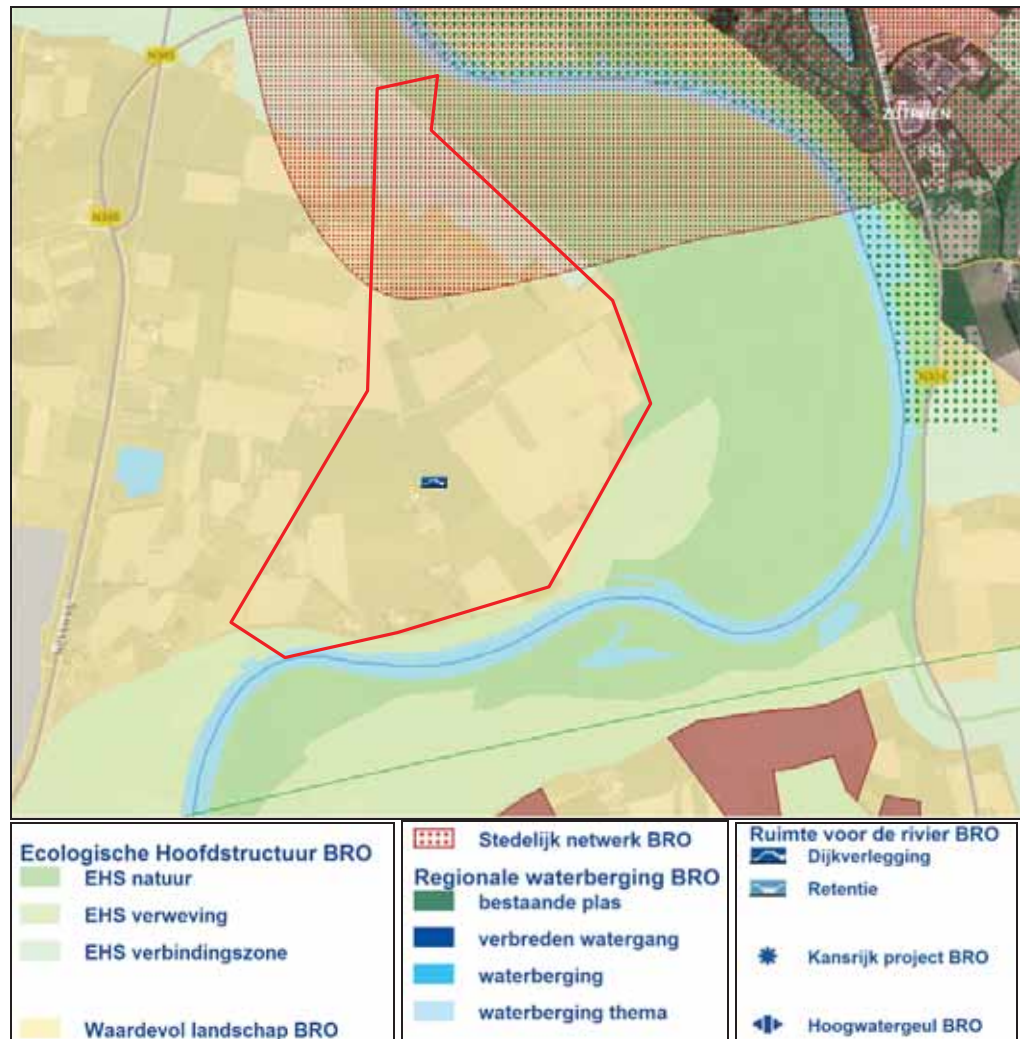 ZUTPHEN
Ecologische Hoofdstructuur BRO
EHS natuur
EHS verweving
EHS verbindingszone
Waardevol landschap BRO
Stedelijk netwerk BRO
Regionale waterberging BRO
bestaande plas
verbreden watergang
waterberging
waterberging thema
Ruimte voor de rivier BRO
Dijkverlegging
Retentie
Kansrijk project BRO
Hoogwatergeul BRO